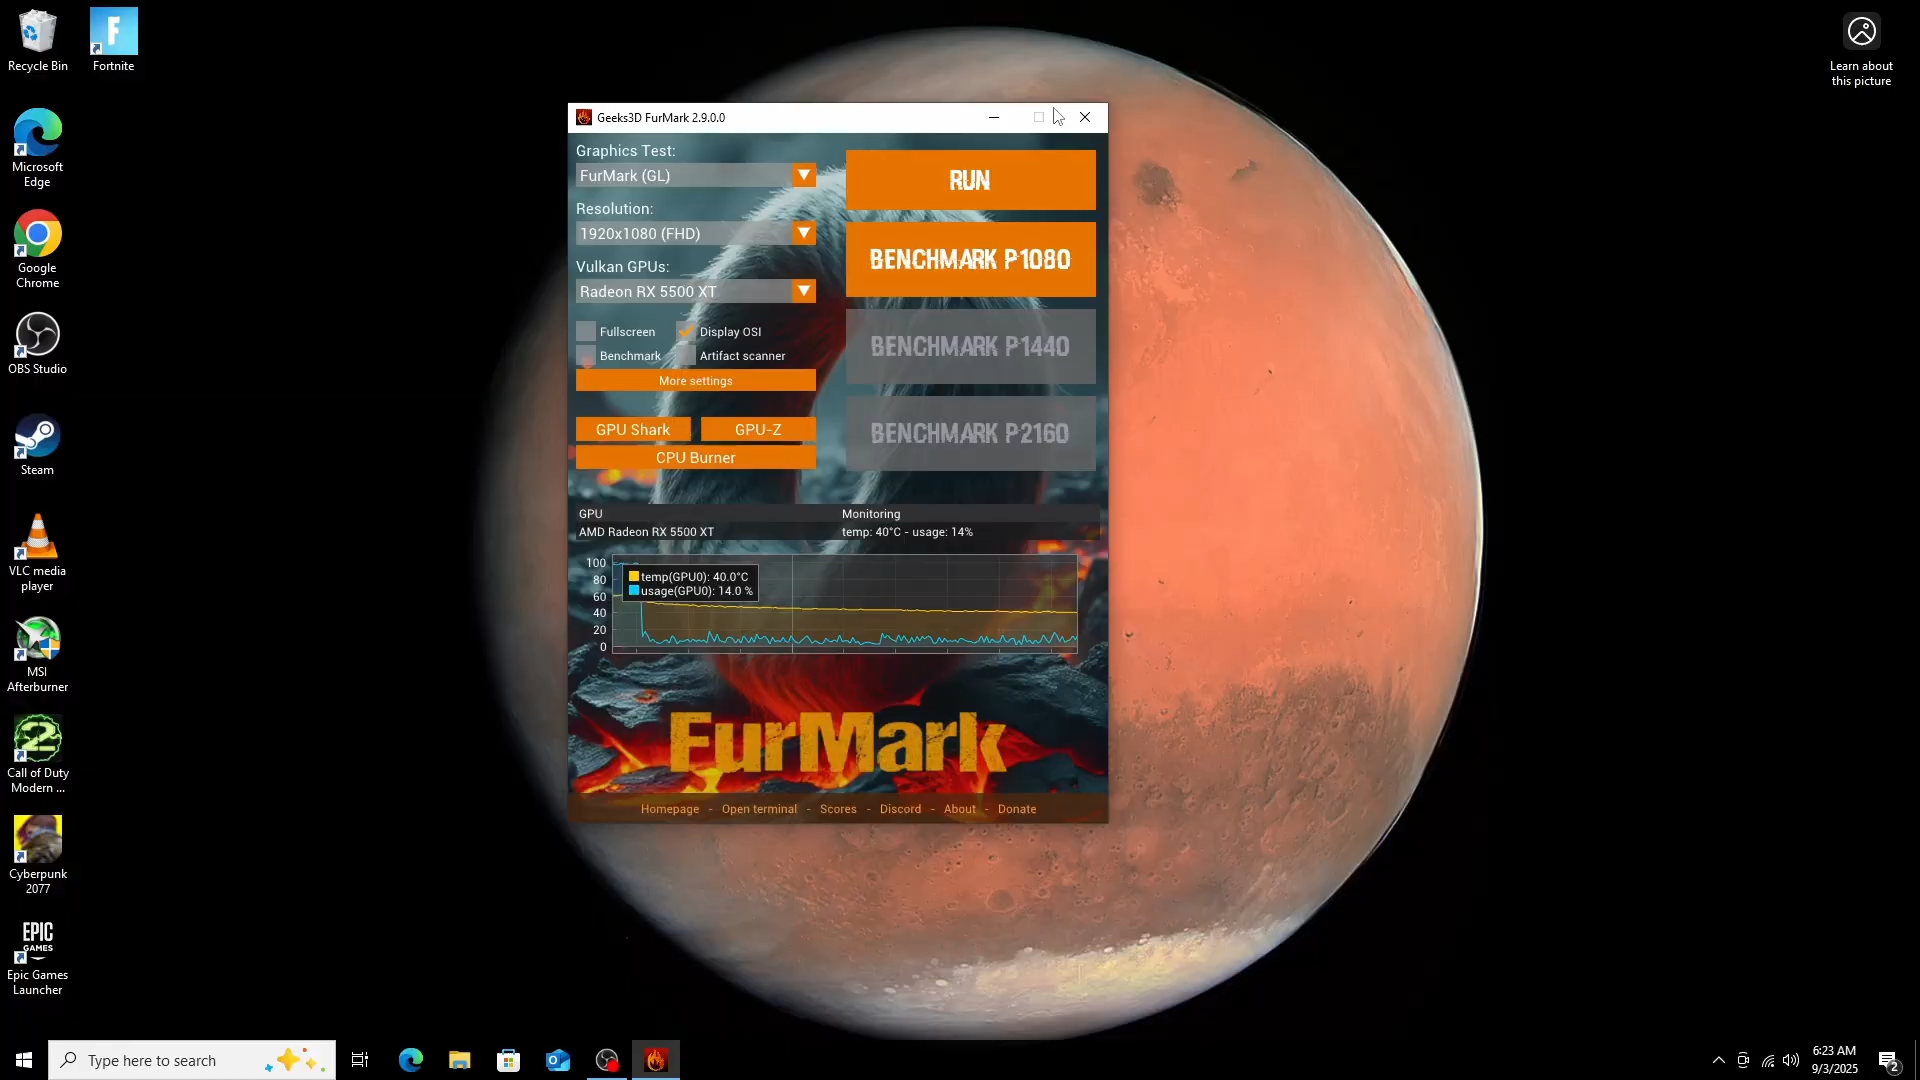 Recycle Bin
Fortnite
Learn about
this picture
Microsoft
Edge
Google
Chrome
OBS Studio
Steam
VLC media
player
MSI
Afterburner
Call of Duty
Modern ...
Cyberpunk
2077
EPIC
GAMES
Epic Games
Launcher
Geeks3D FurMark 2.9.0.0
Graphics Test:
FurMark (GL)
Resolution:
1920x1080 (FHD)
Vulkan GPUs:
Radeon RX 5500 XT
Fullscreen
Display OSI
Benchmark
Artifact scanner
More settings
GPU Shark
GPU-Z
CPU Burner
RUN
BENCHMARK P1080
BENCHMARK P1440
BENCHMARK P2160
GPU Monitoring
AMD Radeon RX 5500 XT temp: 40°C - usage: 14%
100
80
60
40
20
0
temp(GPU0): 40.0°C
usage(GPU0): 14.0 %
FurMark
Homepage - Open terminal - Scores - Discord - About - Donate
Type here to search
6:23 AM
9/3/2025
2